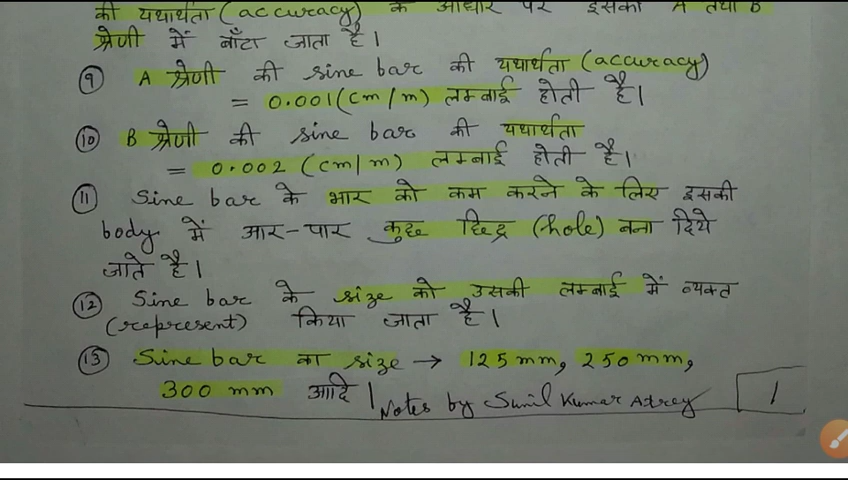 की यथार्थता (accuracy) के आधार पर इसको A तथा B
श्रेणी में बाँटा जाता है।
⑨ A श्रेणी की sine bar की यथार्थता (accuracy)
= 0.001 (cm/m) लम्बाई होती है।
⑩ B श्रेणी की sine bar की यथार्थता
= 0.002 (cm/m) लम्बाई होती है।
⑪ Sine bar के भार को कम करने के लिए इसकी
body में आर-पार कुछ छिद्र (hole) बना दिये
जाते है।
⑫ Sine bar के size को उसकी लम्बाई में व्यक्त
(represent) किया जाता है।
⑬ Sine bar का size → 125 mm, 250 mm,
300 mm आदि।
Notes by Sunil Kumar Atrey
1